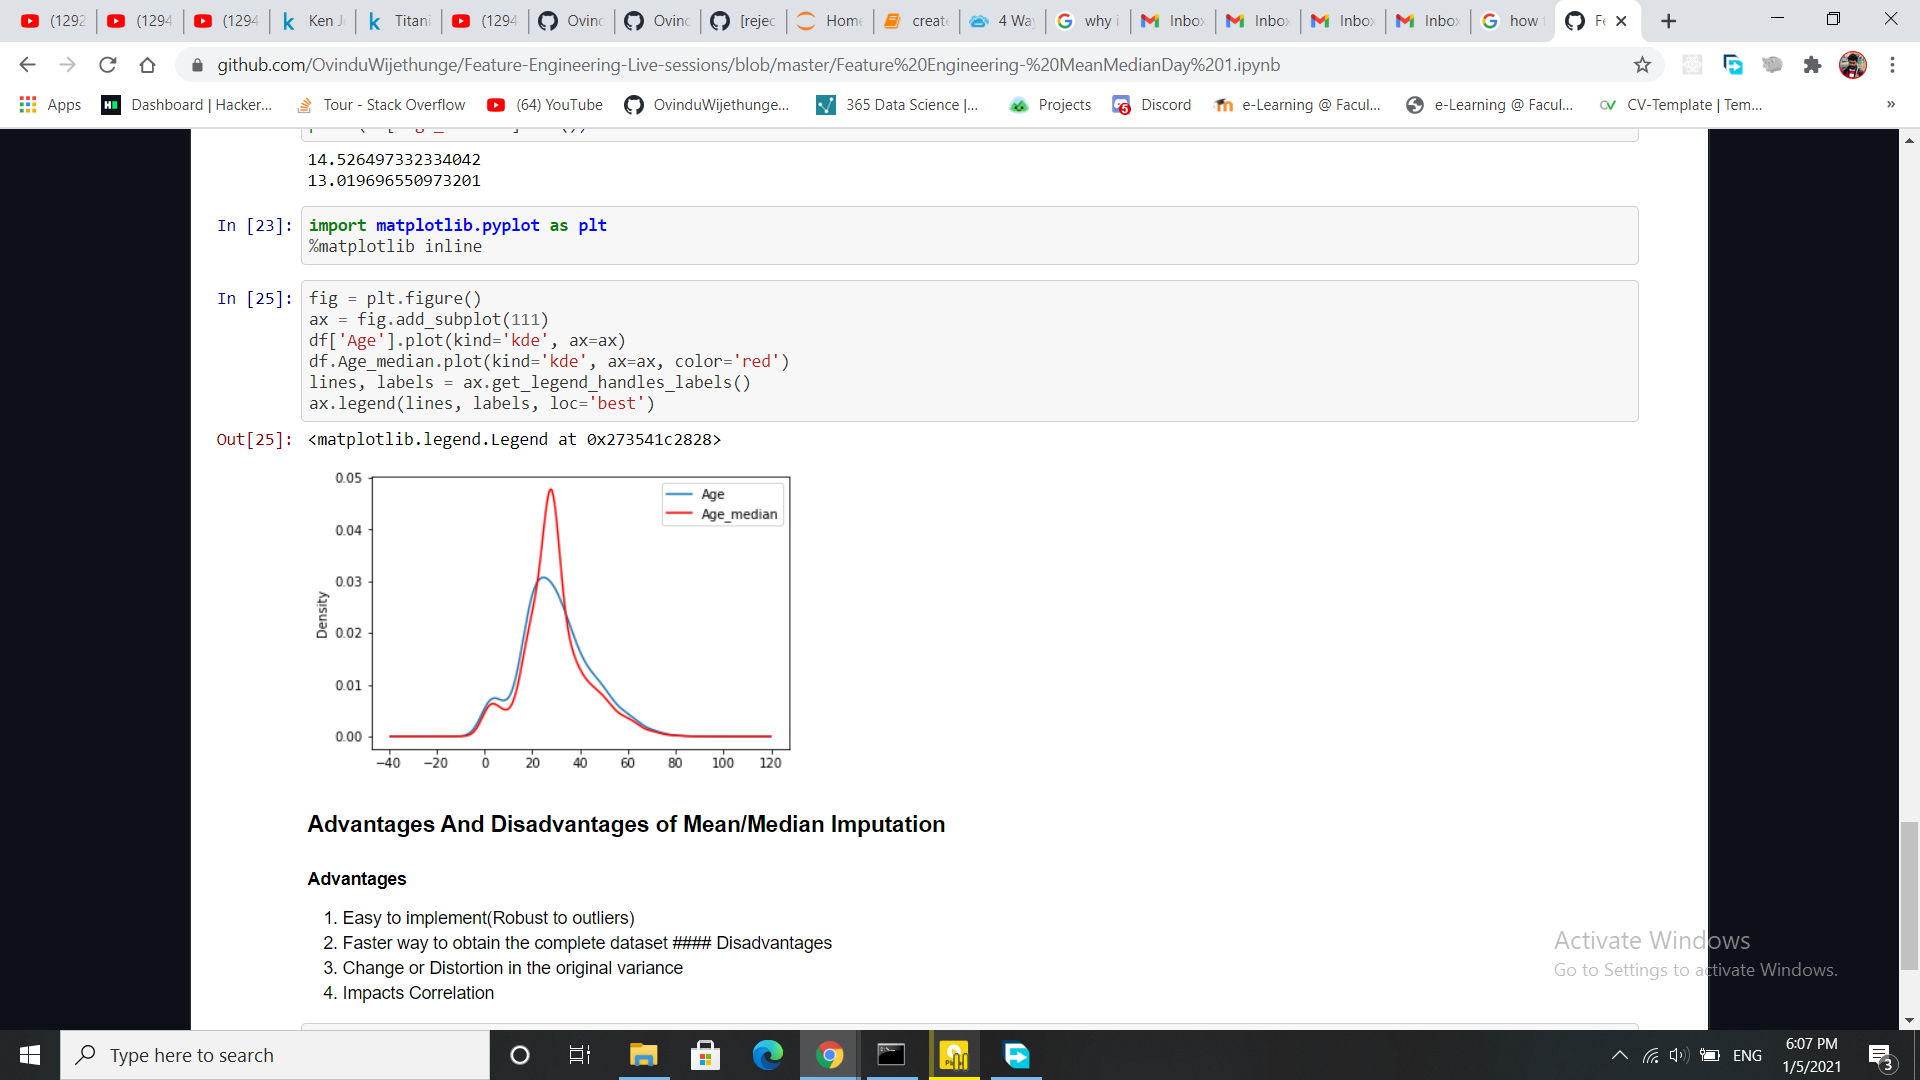 (1292
(1294
(1294
Ken J
Titani
(1294
Ovind
Ovind
[rejec
Home
create
4 Way
why i
Inbox
Inbox
Inbox
Inbox
how t
Fe
github.com/OvinduWijethunge/Feature-Engineering-Live-sessions/blob/master/Feature%20Engineering-%20MeanMedianDay%201.ipynb
Apps
Dashboard | Hacker...
Tour - Stack Overflow
(64) YouTube
OvinduWijethunge...
365 Data Science |...
Projects
Discord
e-Learning @ Facul...
e-Learning @ Facul...
CV-Template | Tem...
»
14.526497332334042
13.019696550973201
In [23]: import matplotlib.pyplot as plt
%matplotlib inline
In [25]: fig = plt.figure()
ax = fig.add_subplot(111)
df['Age'].plot(kind='kde', ax=ax)
df.Age_median.plot(kind='kde', ax=ax, color='red')
lines, labels = ax.get_legend_handles_labels()
ax.legend(lines, labels, loc='best')
Out[25]: <matplotlib.legend.Legend at 0x273541c2828>
0.05
0.04
0.03
0.02
0.01
0.00
Density
Age
Age_median
−40 −20 0 20 40 60 80 100 120
Advantages And Disadvantages of Mean/Median Imputation
Advantages
1. Easy to implement(Robust to outliers)
2. Faster way to obtain the complete dataset #### Disadvantages
3. Change or Distortion in the original variance
4. Impacts Correlation
Activate Windows
Go to Settings to activate Windows.
Type here to search
ENG
6:07 PM
1/5/2021
3